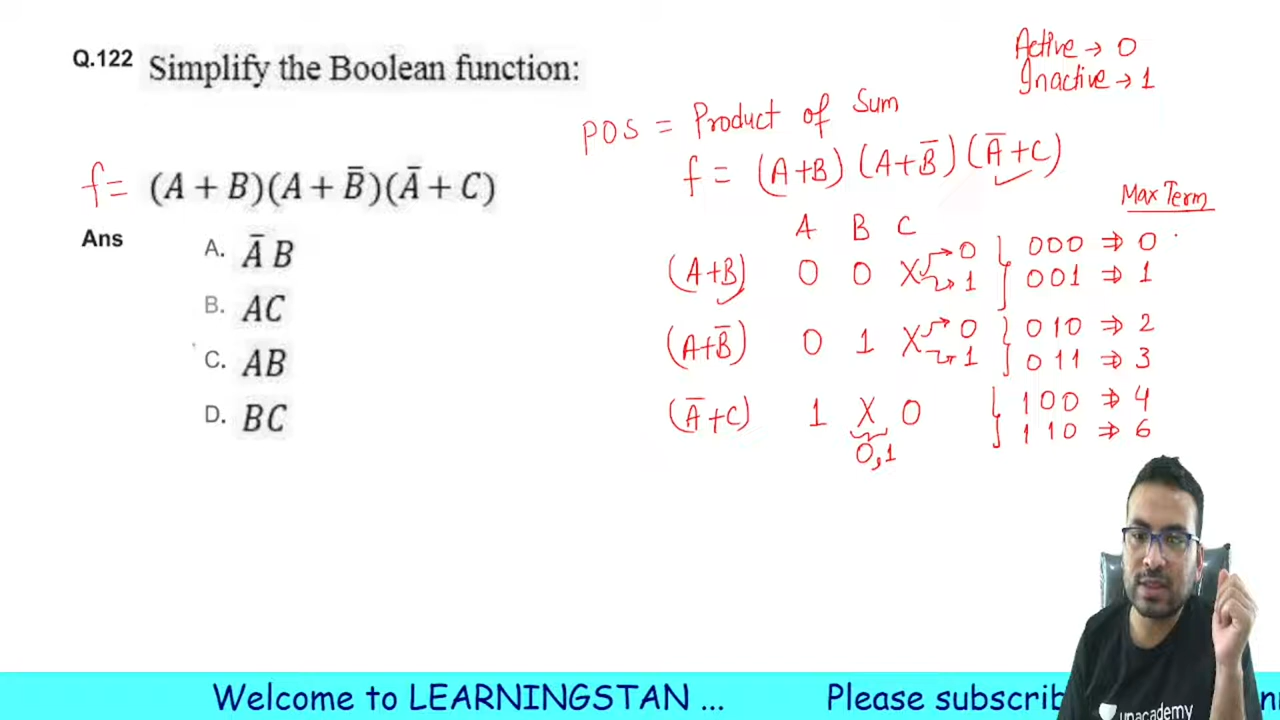 Q.122 Simplify the Boolean function:
f= (A + B)(A + B̄)(Ā + C)
Ans
A. Ā B
B. AC
C. AB
D. BC
Active → 0
Inactive → 1
POS = Product of Sum
f = (A+B) (A+B̄) (Ā+C)
Max Term
A B C
(A+B) 0 0 X → 0 → 1
000 ⇒ 0
001 ⇒ 1
(A+B̄) 0 1 X → 0 → 1
010 ⇒ 2
011 ⇒ 3
(Ā+C) 1 X 0
0,1
100 ⇒ 4
110 ⇒ 6
unacademy
Welcome to LEARNINGSTAN ... Please subscrib